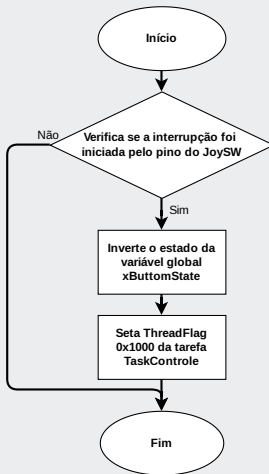 Início
Não
Verifica se a interrupção foi
iniciada pelo pino do JoySW
Sim
Inverte o estado da
variável global
xButtomState
Seta ThreadFlag
0x1000 da tarefa
TaskControle
Fim